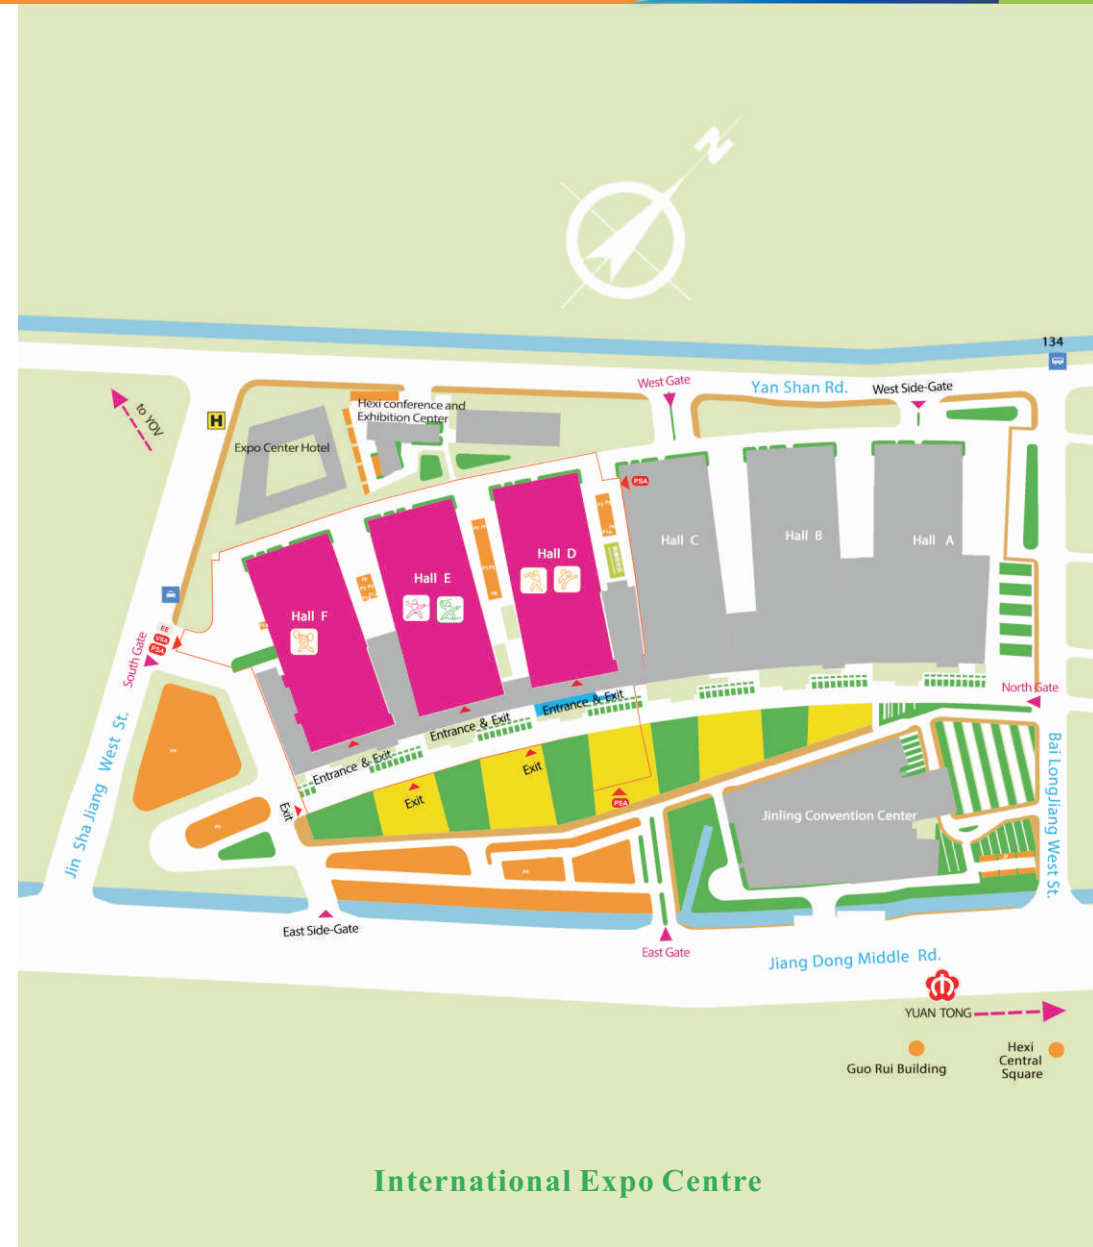 N
134
West Gate
Yan Shan Rd.
West Side-Gate
to YOV
H
Hexi conference and
Exhibition Center
Expo Center Hotel
PSA
Hall C
Hall B
Hall A
Hall D
Hall E
Hall F
EE
VSA
PSA
South Gate
North Gate
Entrance & Exit
Entrance & Exit
Entrance & Exit
Exit
Exit
Exit
PSA
Jin Sha Jiang West St.
Bai LongJiang West St.
Jinling Convention Center
East Side-Gate
East Gate
Jiang Dong Middle Rd.
YUAN TONG
Guo Rui Building
Hexi
Central
Square
International Expo Centre